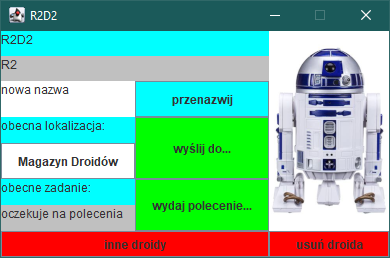 R2D2
R2D2
R2
nowa nazwa
przenazwij
obecna lokalizacja:
Magazyn Droidów
wyślij do...
obecne zadanie:
oczekuje na polecenia
wydaj polecenie...
inne droidy
usuń droida